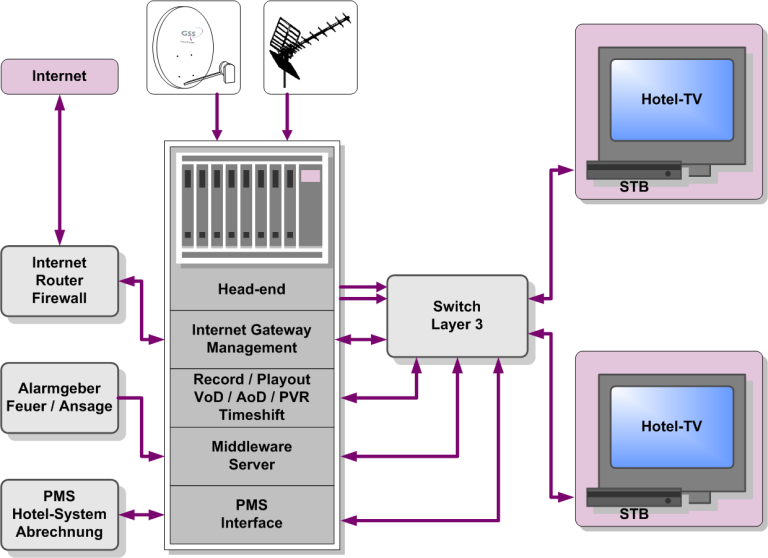 GSS
Internet
Hotel-TV
STB
Internet
Router
Firewall
Head-end
Switch
Layer 3
Internet Gateway
Management
Alarmgeber
Feuer / Ansage
Record / Playout
VoD / AoD / PVR
Timeshift
Hotel-TV
STB
Middleware
Server
PMS
Hotel-System
Abrechnung
PMS
Interface